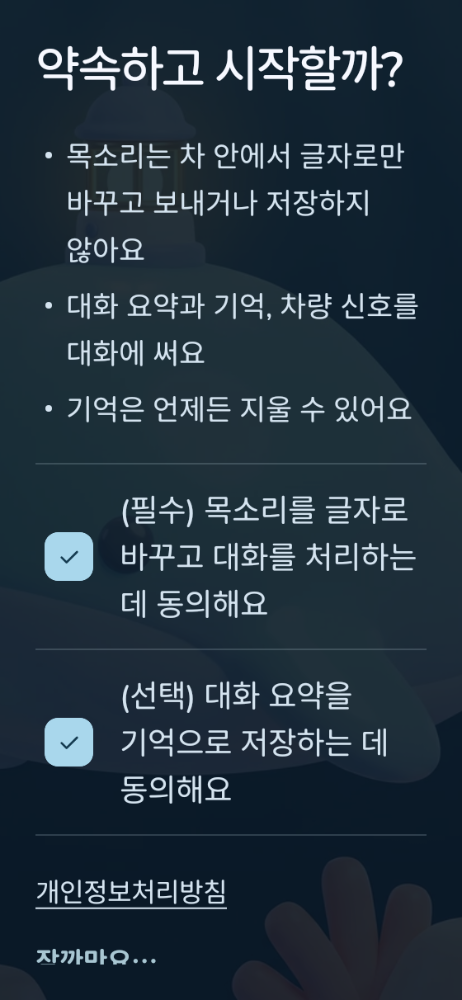 약속하고 시작할까?
• 목소리는 차 안에서 글자로만
바꾸고 보내거나 저장하지
않아요
• 대화 요약과 기억, 차량 신호를
대화에 써요
• 기억은 언제든 지울 수 있어요
(필수) 목소리를 글자로
바꾸고 대화를 처리하는
데 동의해요
(선택) 대화 요약을
기억으로 저장하는 데
동의해요
개인정보처리방침
잠깐만요...